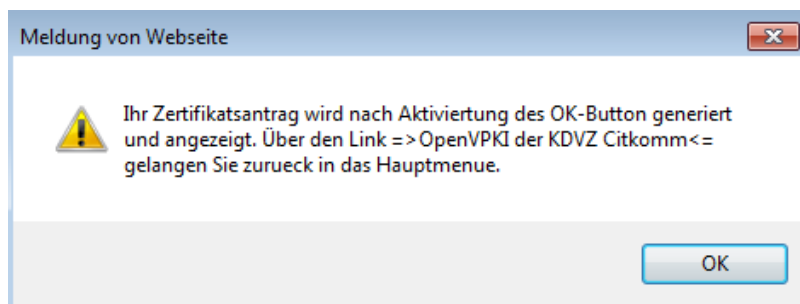 Meldung von Webseite
Ihr Zertifikatsantrag wird nach Aktiviertung des OK-Button generiert
und angezeigt. Über den Link =>OpenVPKI der KDVZ Citkomm<=
gelangen Sie zurueck in das Hauptmenue.
OK